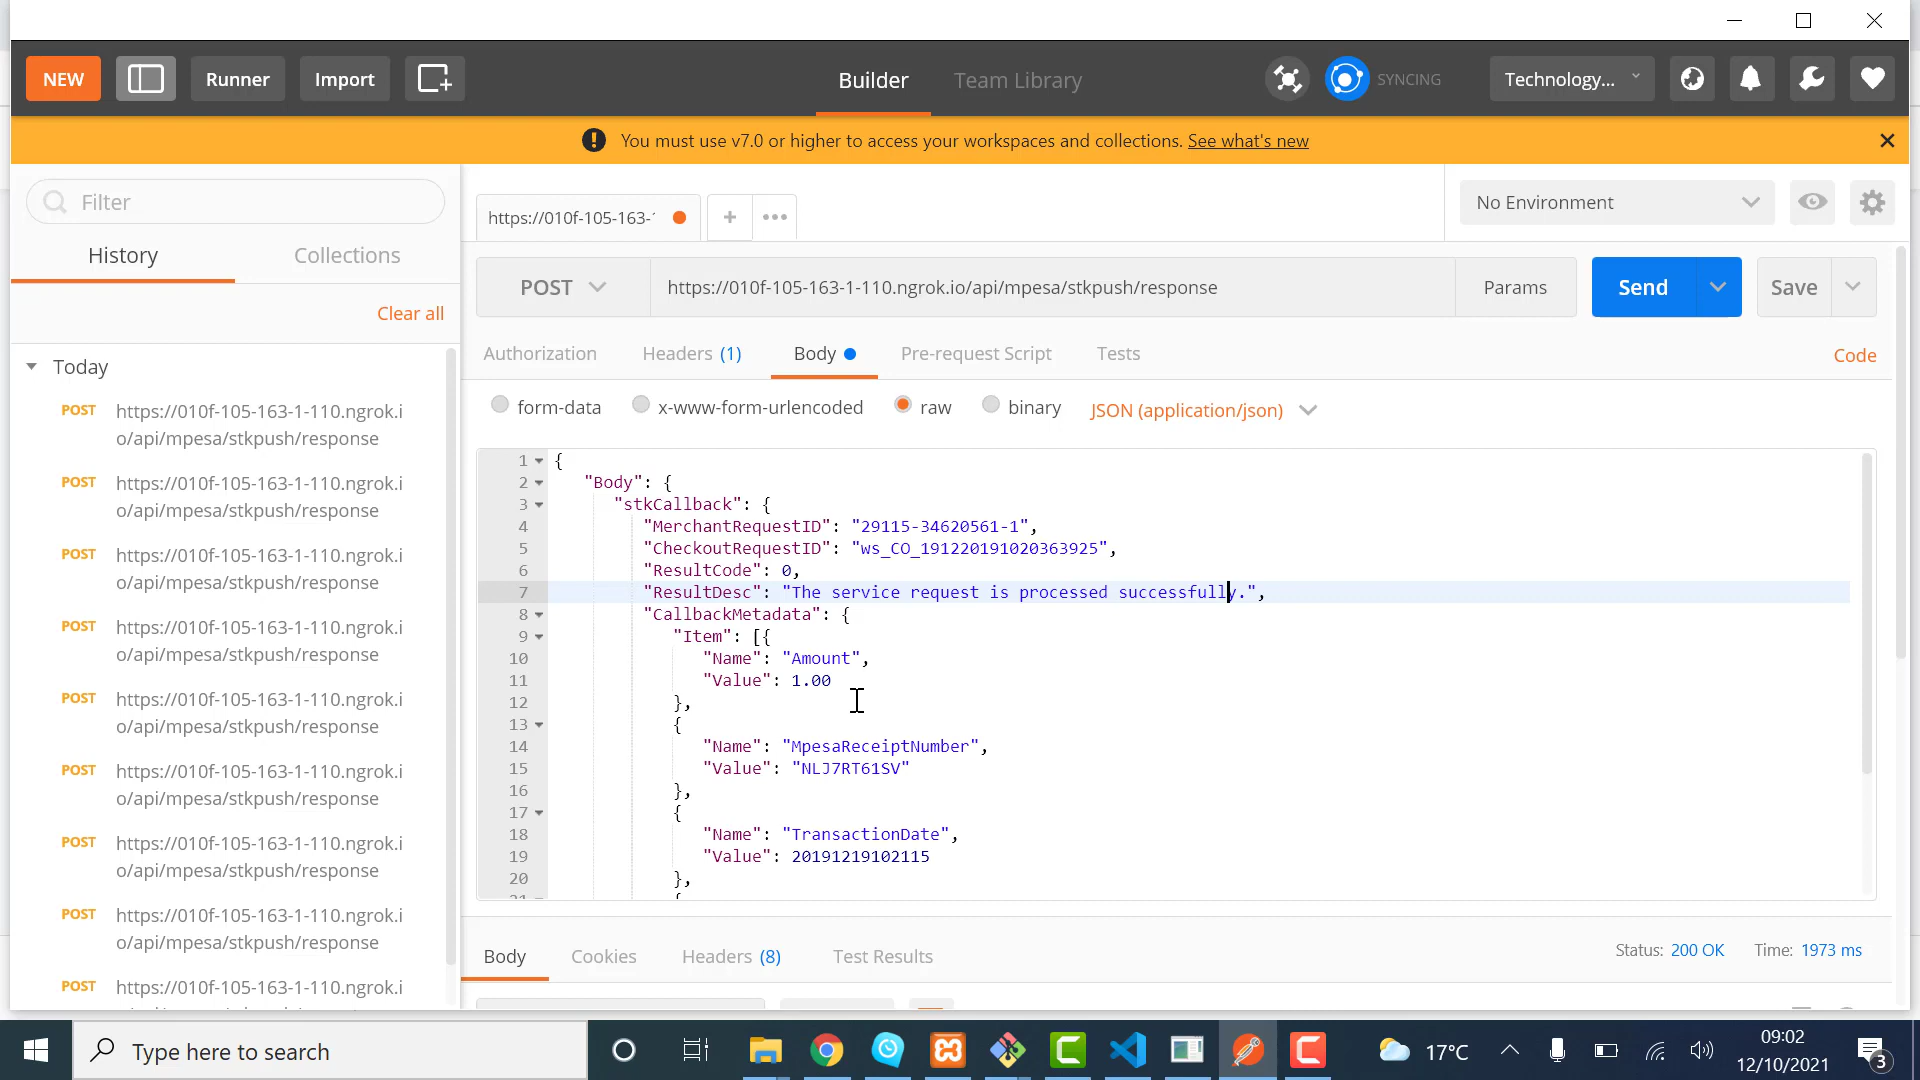 NEW
Runner
Import
Builder
Team Library
SYNCING
Technology...
You must use v7.0 or higher to access your workspaces and collections. See what's new
Filter
History
Collections
Clear all
Today
POST https://010f-105-163-1-110.ngrok.i
o/api/mpesa/stkpush/response
POST https://010f-105-163-1-110.ngrok.i
o/api/mpesa/stkpush/response
POST https://010f-105-163-1-110.ngrok.i
o/api/mpesa/stkpush/response
POST https://010f-105-163-1-110.ngrok.i
o/api/mpesa/stkpush/response
POST https://010f-105-163-1-110.ngrok.i
o/api/mpesa/stkpush/response
POST https://010f-105-163-1-110.ngrok.i
o/api/mpesa/stkpush/response
POST https://010f-105-163-1-110.ngrok.i
o/api/mpesa/stkpush/response
POST https://010f-105-163-1-110.ngrok.i
o/api/mpesa/stkpush/response
POST https://010f-105-163-1-110.ngrok.i
https://010f-105-163-
No Environment
POST
https://010f-105-163-1-110.ngrok.io/api/mpesa/stkpush/response
Params
Send
Save
Authorization
Headers (1)
Body
Pre-request Script
Tests
Code
form-data
x-www-form-urlencoded
raw
binary
JSON (application/json)
1 {
2 "Body": {
3 "stkCallback": {
4 "MerchantRequestID": "29115-34620561-1",
5 "CheckoutRequestID": "ws_CO_191220191020363925",
6 "ResultCode": 0,
7 "ResultDesc": "The service request is processed successfully.",
8 "CallbackMetadata": {
9 "Item": [{
10 "Name": "Amount",
11 "Value": 1.00
12 },
13 {
14 "Name": "MpesaReceiptNumber",
15 "Value": "NLJ7RT61SV"
16 },
17 {
18 "Name": "TransactionDate",
19 "Value": 20191219102115
20 },
21 {
Body
Cookies
Headers (8)
Test Results
Status: 200 OK
Time: 1973 ms
Type here to search
17°C
09:02
12/10/2021
3